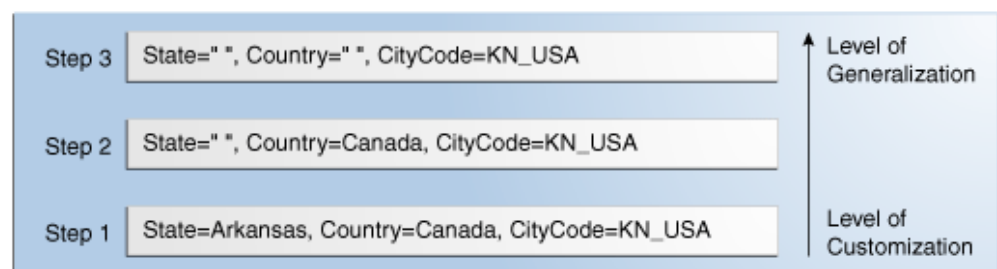 Step 3 State=" ", Country=" ", CityCode=KN_USA
Level of
Generalization
Step 2 State=" ", Country=Canada, CityCode=KN_USA
Step 1 State=Arkansas, Country=Canada, CityCode=KN_USA
Level of
Customization